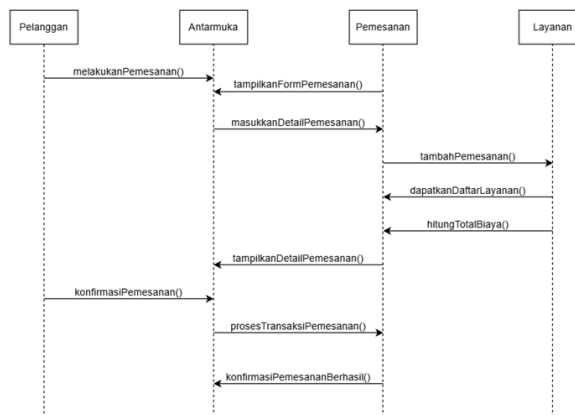 Pelanggan
Antarmuka
Pemesanan
Layanan
melakukanPemesanan()
tampilkanFormPemesanan()
masukkanDetailPemesanan()
tambahPemesanan()
dapatkanDaftarLayanan()
hitungTotalBiaya()
tampilkanDetailPemesanan()
konfirmasiPemesanan()
prosesTransaksiPemesanan()
konfirmasiPemesananBerhasil()